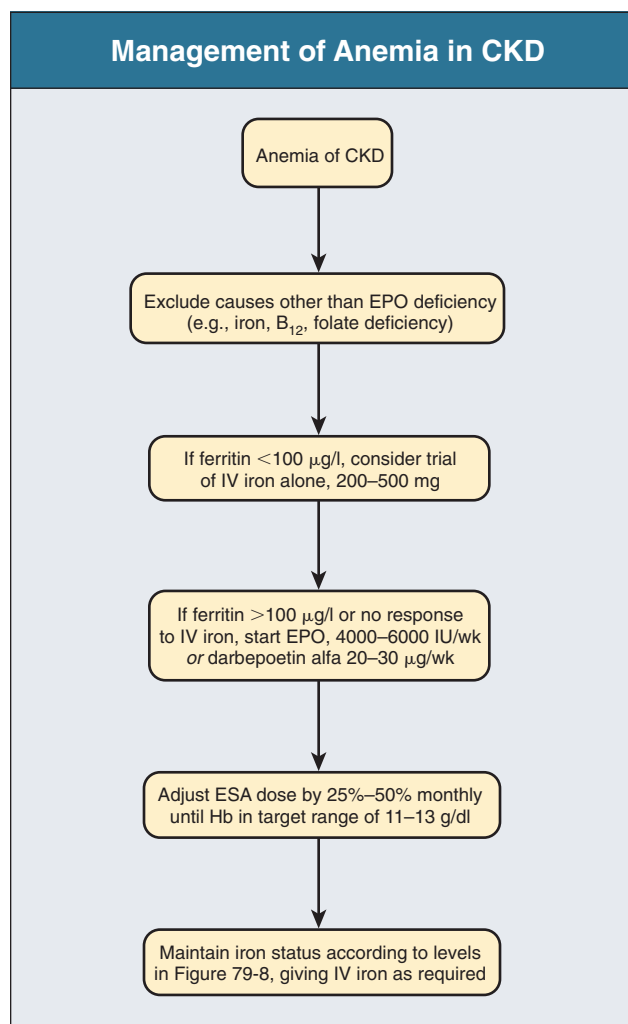 Management of Anemia in CKD
Anemia of CKD
Exclude causes other than EPO deficiency
(e.g., iron, B₁₂, folate deficiency)
If ferritin <100 μg/l, consider trial
of IV iron alone, 200–500 mg
If ferritin >100 μg/l or no response
to IV iron, start EPO, 4000–6000 IU/wk
or darbepoetin alfa 20–30 μg/wk
Adjust ESA dose by 25%–50% monthly
until Hb in target range of 11–13 g/dl
Maintain iron status according to levels
in Figure 79-8, giving IV iron as required